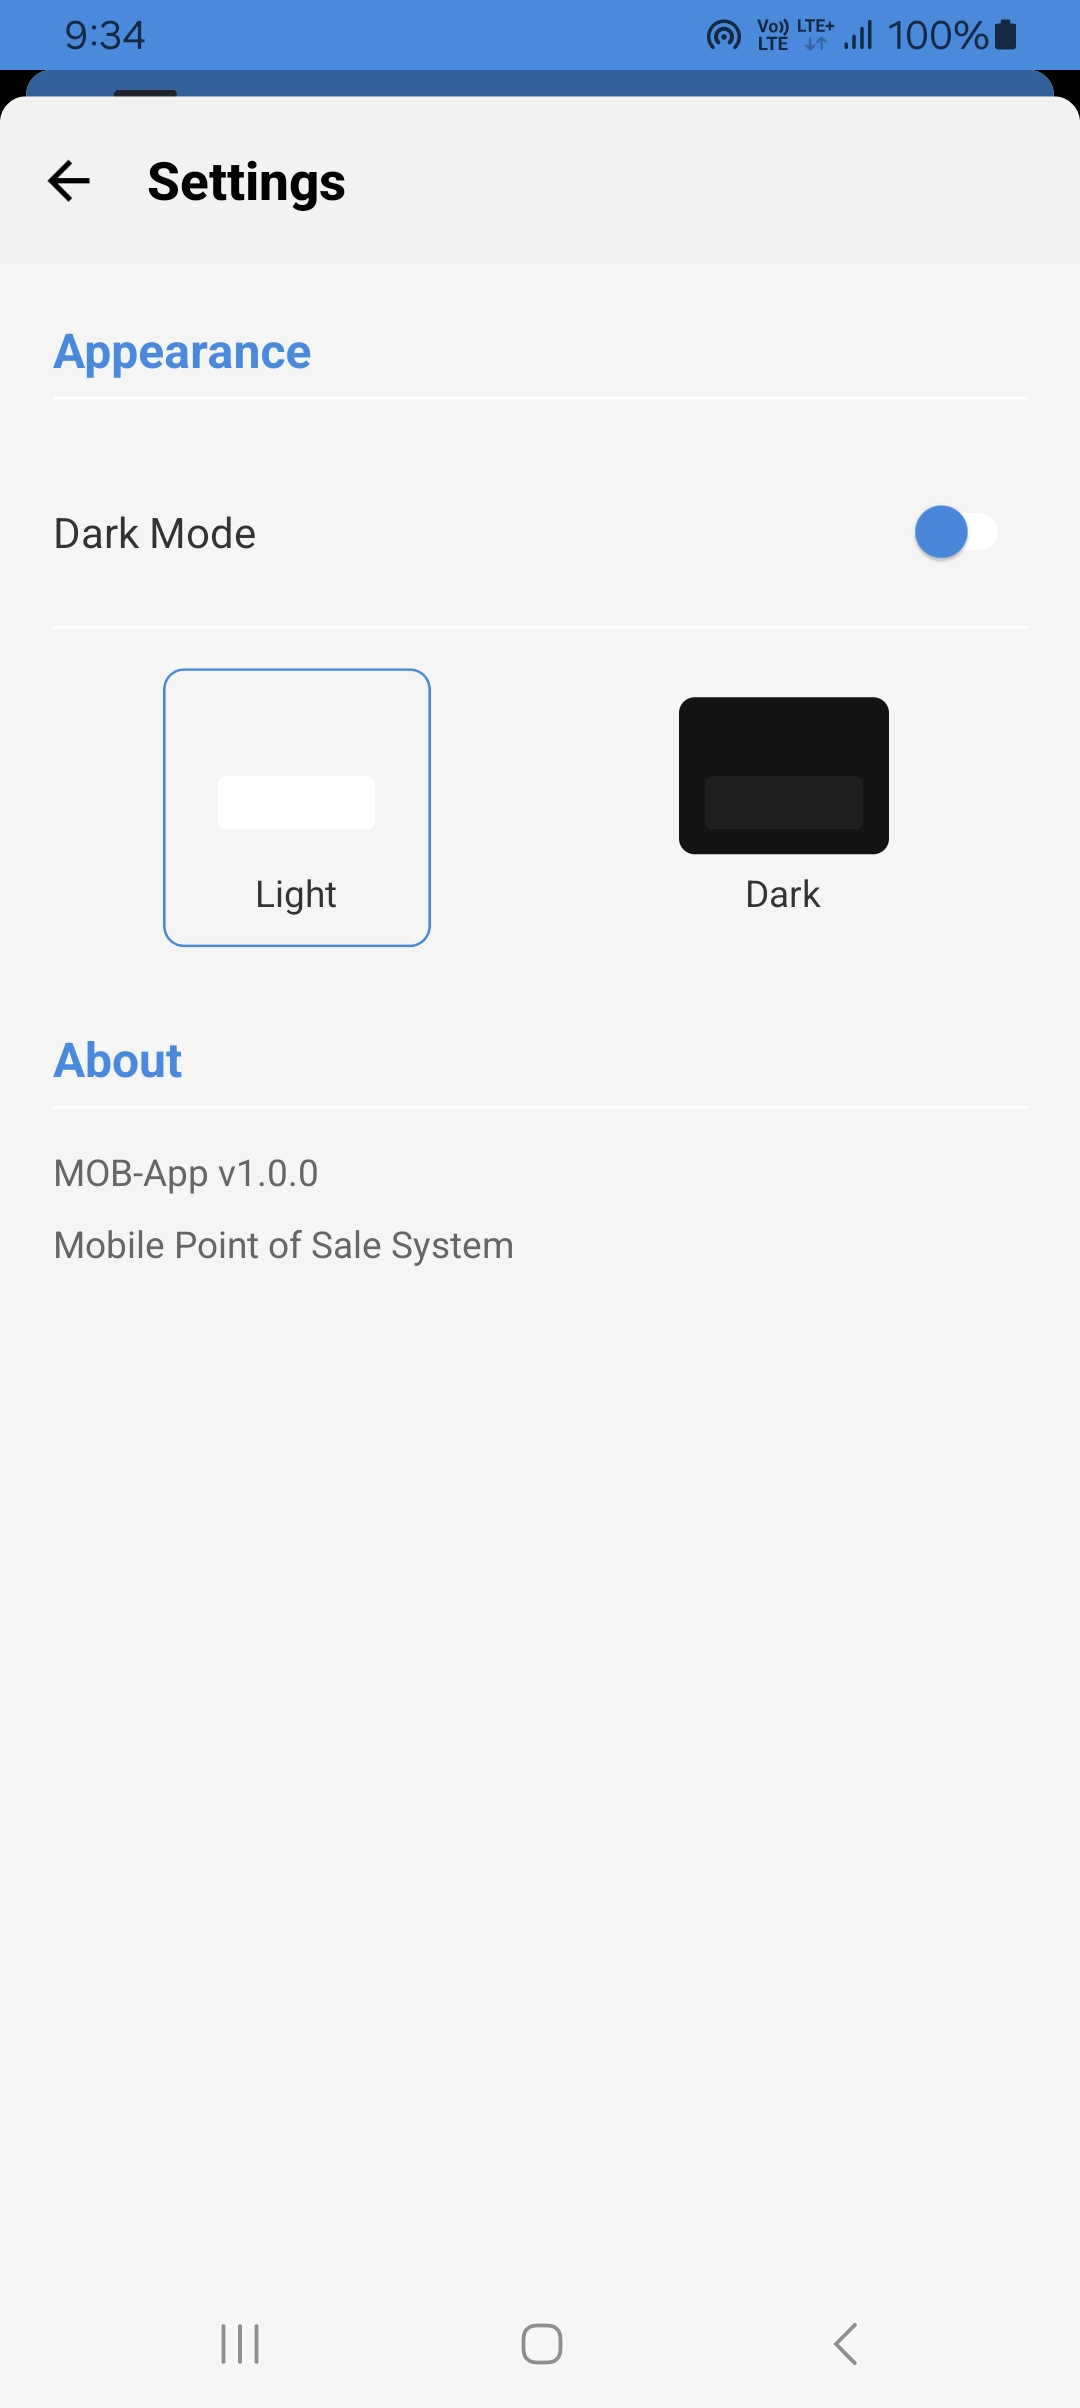 9:34
Vo)) LTE LTE+ 100%
Settings
Appearance
Dark Mode
Light
Dark
About
MOB-App v1.0.0
Mobile Point of Sale System